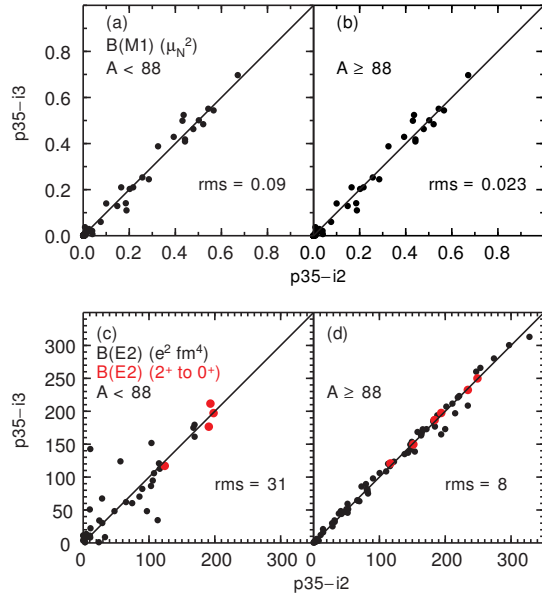 (a)
B(M1) (μN²)
A < 88
rms = 0.09
1.0
0.8
0.6
0.4
0.2
0.0
p35−i3
0.0 0.2 0.4 0.6 0.8
(b)
A ≥ 88
rms = 0.023
0.0 0.2 0.4 0.6 0.8
p35−i2
(c)
B(E2) (e² fm⁴)
B(E2) (2⁺ to 0⁺)
A < 88
rms = 31
300
250
200
150
100
50
0
p35−i3
0 100 200 300
(d)
A ≥ 88
rms = 8
0 100 200 300
p35−i2